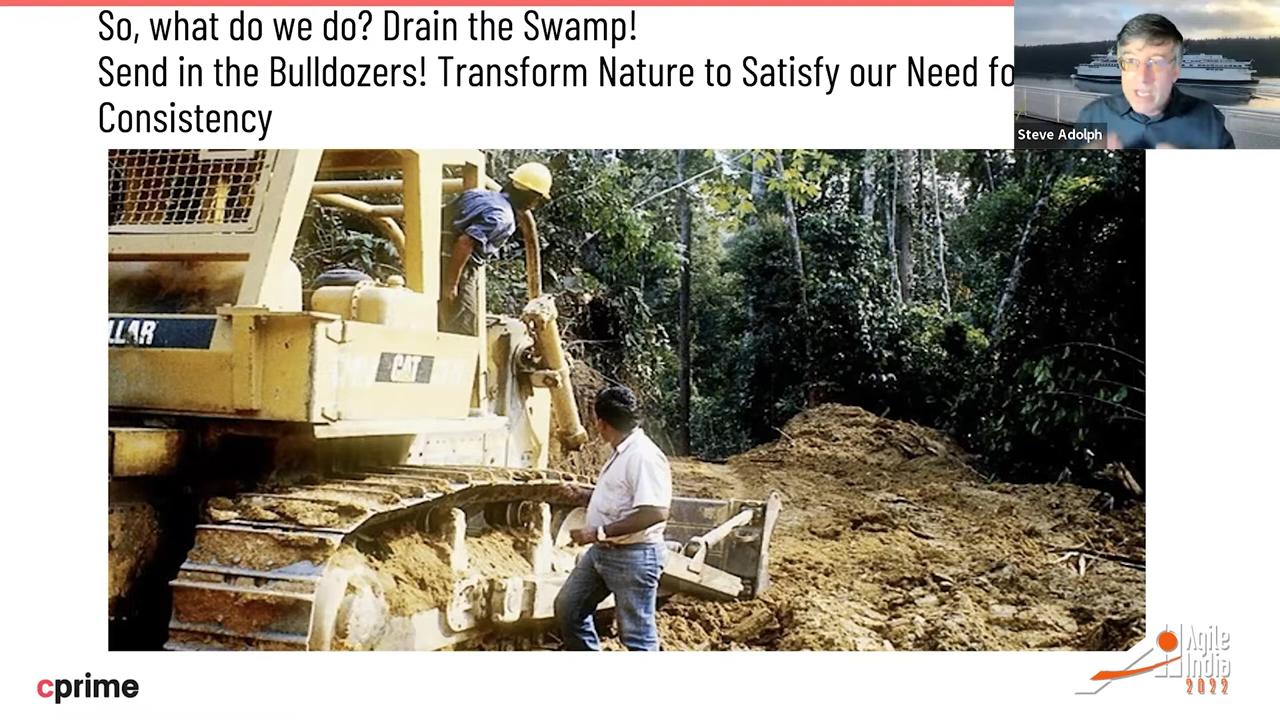 So, what do we do? Drain the Swamp!
Send in the Bulldozers! Transform Nature to Satisfy our Need fo
Consistency
Steve Adolph
LLAR
CAT
cprime
Agile
India
2022